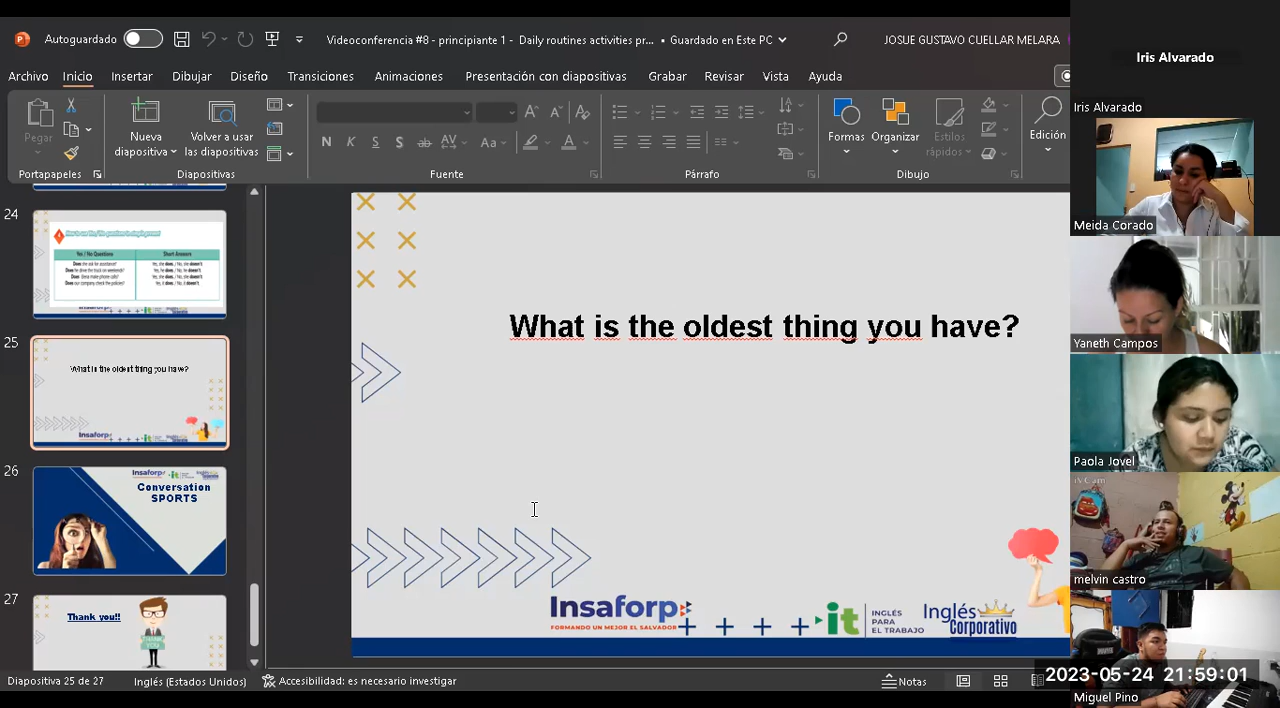 Autoguardado
Videoconferencia #8 - principiante 1 - Daily routines activities pr... • Guardado en Este PC
JOSUE GUSTAVO CUELLAR MELARA
Archivo Inicio Insertar Dibujar Diseño Transiciones Animaciones Presentación con diapositivas Grabar Revisar Vista Ayuda
Pegar
Nueva diapositiva
Volver a usar las diapositivas
Formas
Organizar
Estilos rápidos
Edición
Portapapeles
Diapositivas
Fuente
Párrafo
Dibujo
24
Yes / No Questions
Short Answers
25
What is the oldest thing you have?
26
Conversation
SPORTS
27
Thank you!!
What is the oldest thing you have?
Insaforp
FORMANDO UN MEJOR EL SALVADOR
it
INGLÉS
PARA
EL TRABAJO
Inglés
Corporativo
Diapositiva 25 de 27
Inglés (Estados Unidos)
Accesibilidad: es necesario investigar
Notas
Iris Alvarado
Iris Alvarado
Meida Corado
Yaneth Campos
Paola Jovel
iVCam
melvin castro
2023-05-24 21:59:01
Miguel Pino